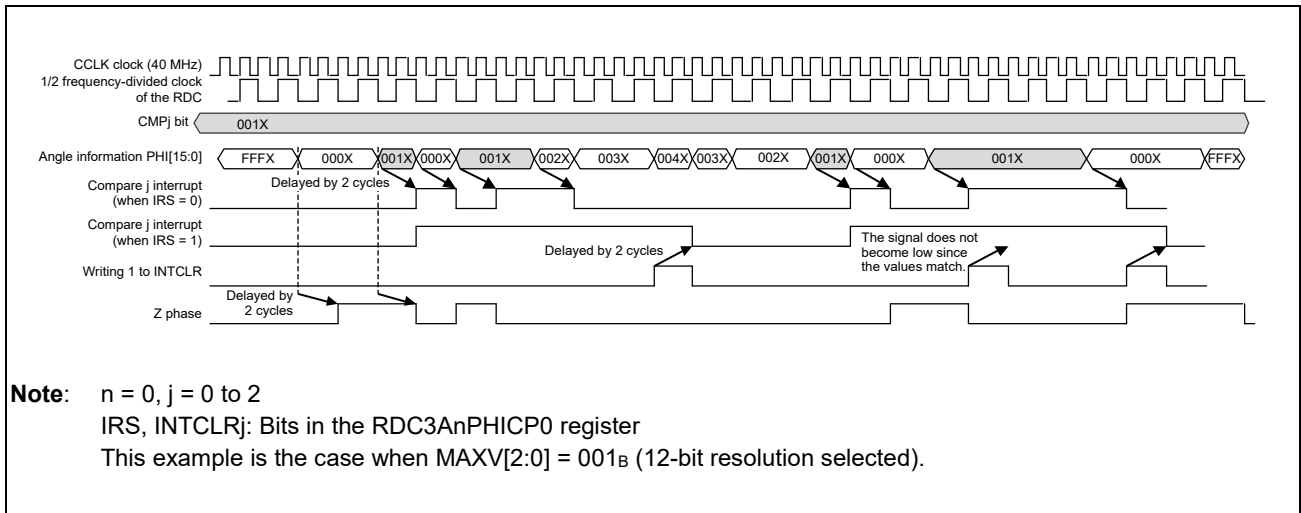 CCLK clock (40 MHz)
1/2 frequency-divided clock
of the RDC
CMPj bit 001X
Angle information PHI[15:0] FFFX 000X 001X 000X 001X 002X 003X 004X 003X 002X 001X 000X 001X 000X FFFX
Compare j interrupt
(when IRS = 0)
Delayed by 2 cycles
Compare j interrupt
(when IRS = 1)
Delayed by 2 cycles
The signal does not
become low since
the values match.
Writing 1 to INTCLR
Delayed by
2 cycles
Z phase
Note: n = 0, j = 0 to 2
IRS, INTCLRj: Bits in the RDC3AnPHICP0 register
This example is the case when MAXV[2:0] = 001B (12-bit resolution selected).